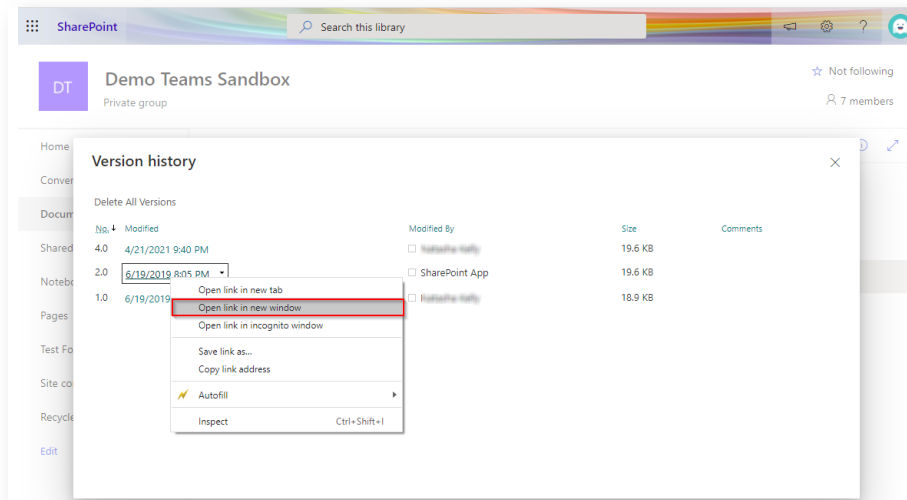 SharePoint
Search this library
?
DT
Demo Teams Sandbox
Private group
Not following
7 members
Home
Version history
Conver
Delete All Versions
Docum
No. Modified Modified By Size Comments
Shared
4.0 4/21/2021 9:40 PM 19.6 KB
2.0 6/19/2019 8:05 PM SharePoint App 19.6 KB
Notebo
Open link in new tab
1.0 6/19/2019 18.9 KB
Open link in new window
Pages
Open link in incognito window
Test Fo
Save link as...
Copy link address
Site co
Autofill
Recycle
Inspect Ctrl+Shift+I
Edit